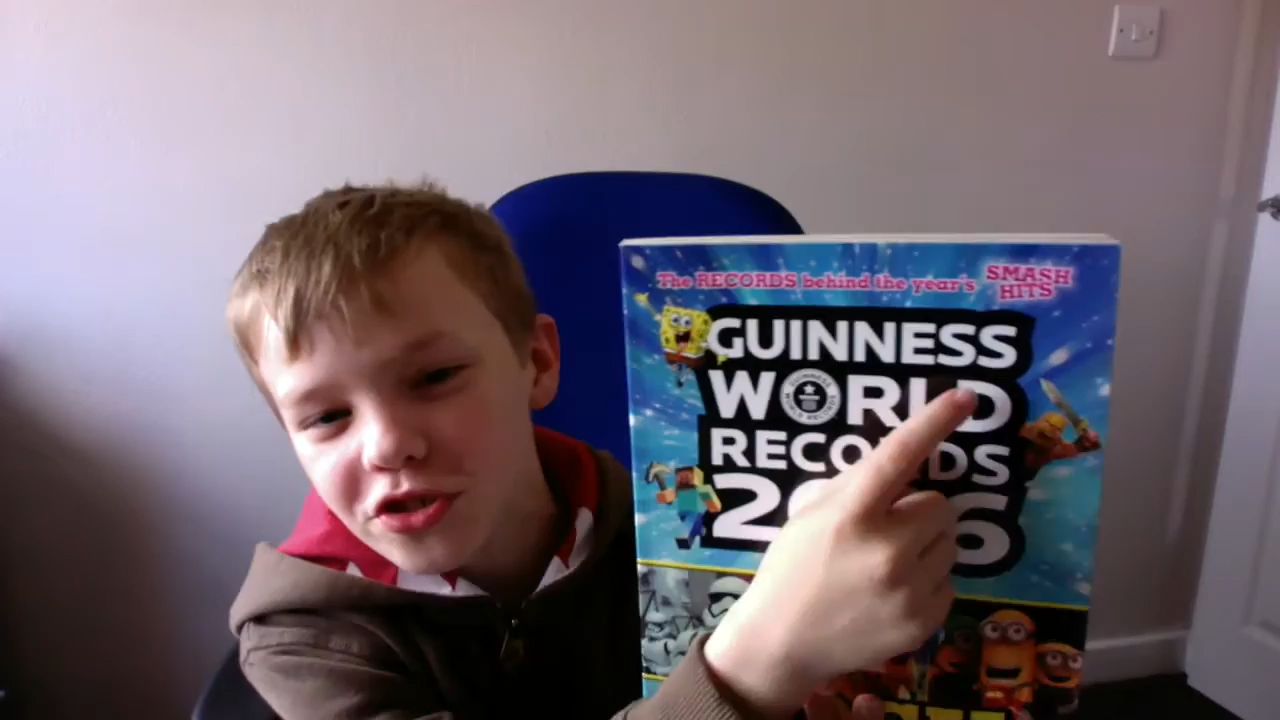 The RECORDS behind the year's SMASH HITS
GUINNESS
WORLD
RECORDS